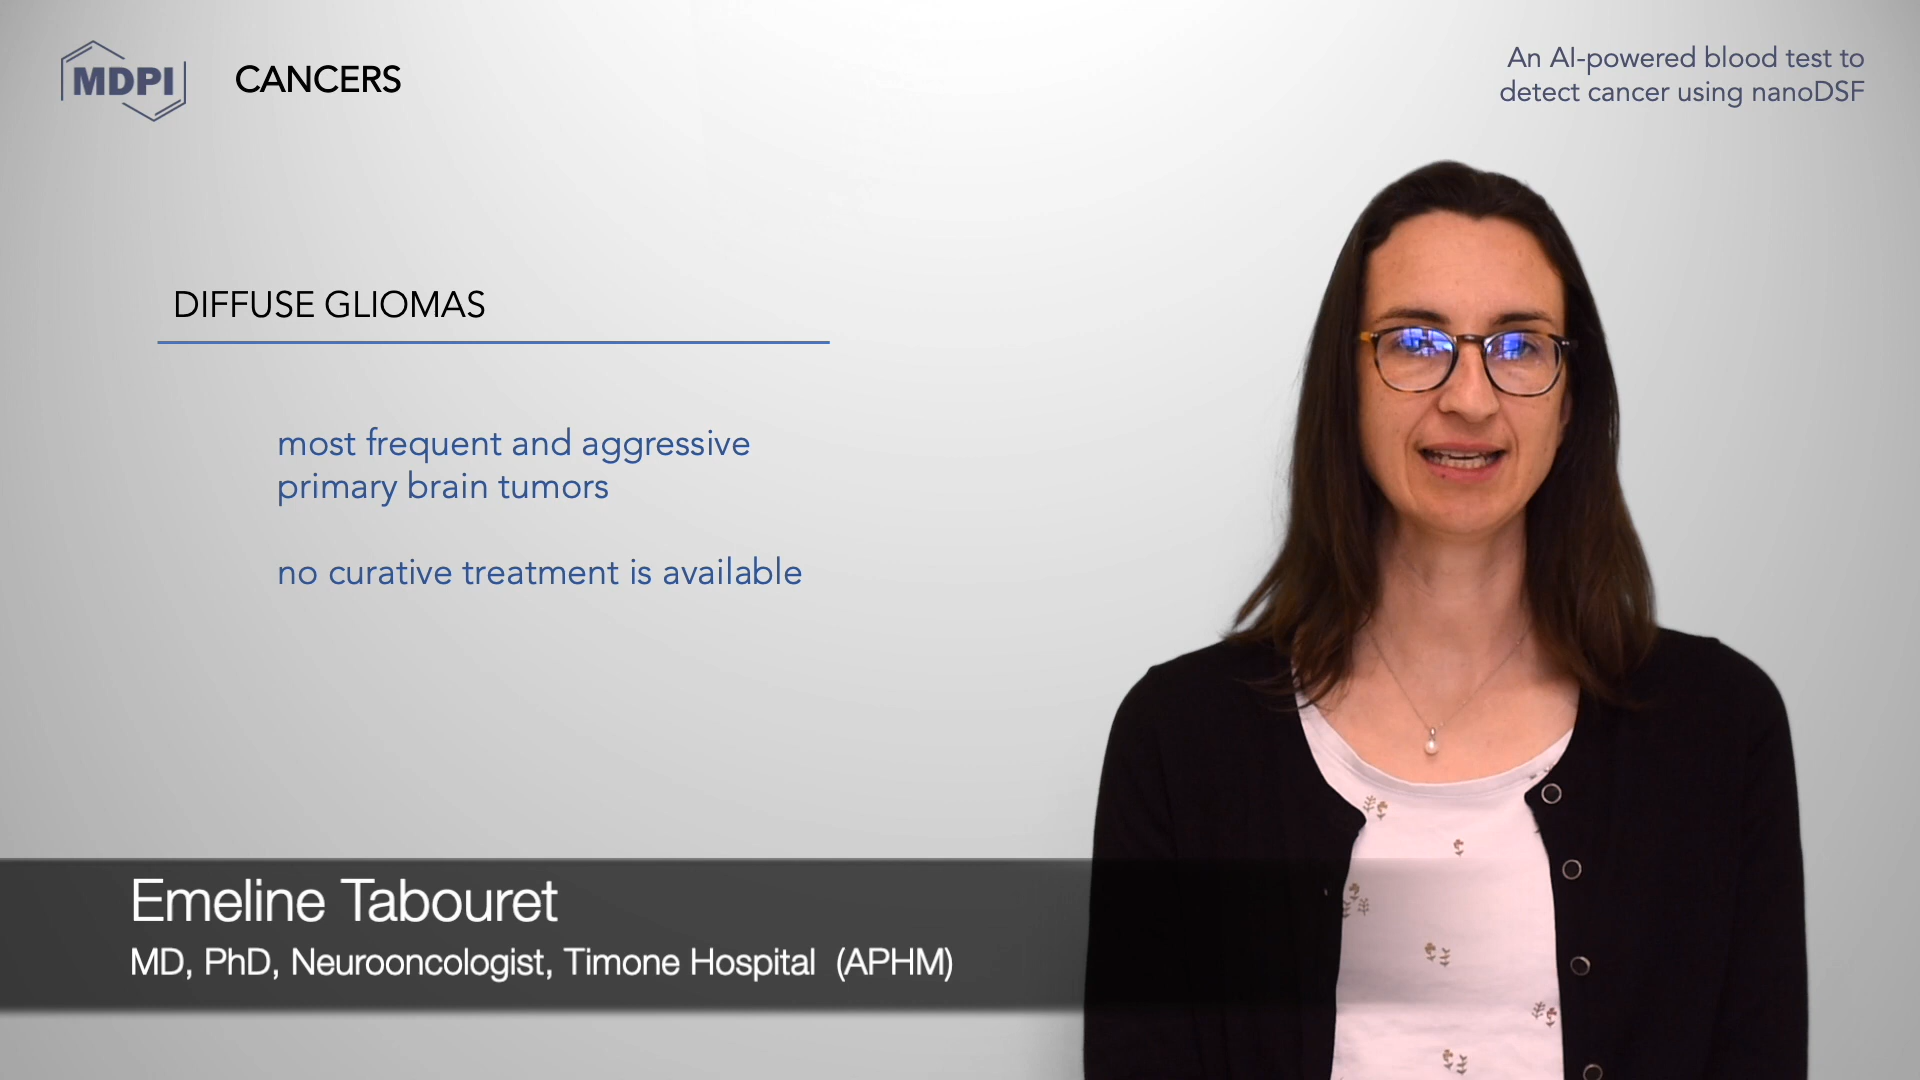 MDPI
CANCERS
An AI-powered blood test to
detect cancer using nanoDSF
DIFFUSE GLIOMAS
most frequent and aggressive
primary brain tumors
no curative treatment is available
Emeline Tabouret
MD, PhD, Neurooncologist, Timone Hospital (APHM)